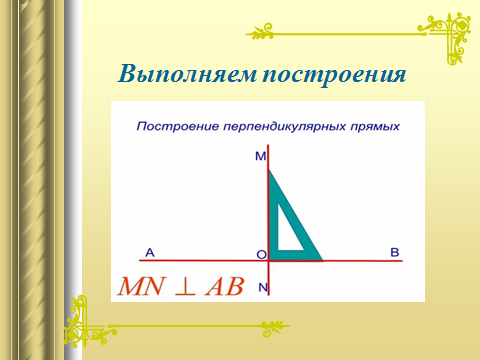 Выполняем построения
Построение перпендикулярных прямых
M
A
O
B
MN ⊥ AB
N